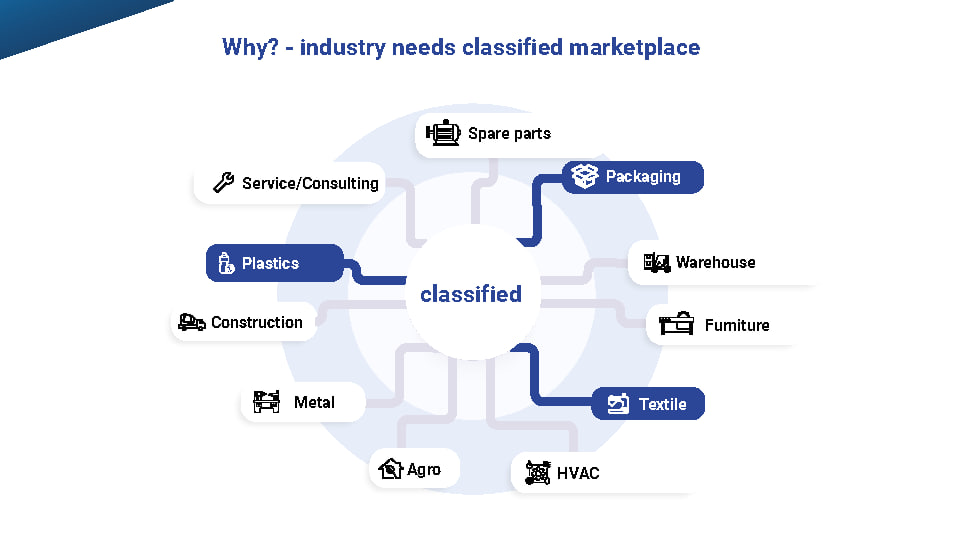 Why? - industry needs classified marketplace
Spare parts
Packaging
Service/Consulting
Plastics
Warehouse
classified
Construction
Furniture
Metal
Textile
Agro
HVAC